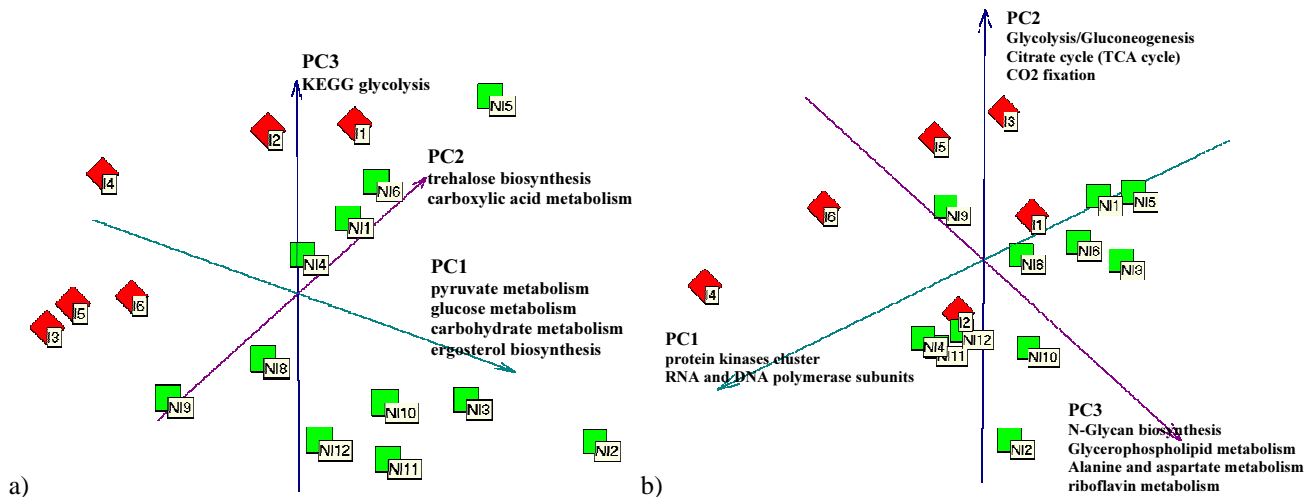 PC3
KEGG glycolysis
NI5
I2
I1
PC2
trehalose biosynthesis
carboxylic acid metabolism
I4
NI6
NI1
NI4
PC1
pyruvate metabolism
glucose metabolism
carbohydrate metabolism
ergosterol biosynthesis
I6
I5
I3
NI8
NI9
NI10
NI3
NI12
NI11
NI2
a)
PC2
Glycolysis/Gluconeogenesis
Citrate cycle (TCA cycle)
CO2 fixation
I3
I5
I6
NI9
I1
NI1
NI5
NI8
NI6
NI3
I4
I2
NI4
NI11
NI12
NI10
PC1
protein kinases cluster
RNA and DNA polymerase subunits
NI2
PC3
N-Glycan biosynthesis
Glycerophospholipid metabolism
Alanine and aspartate metabolism
riboflavin metabolism
b)